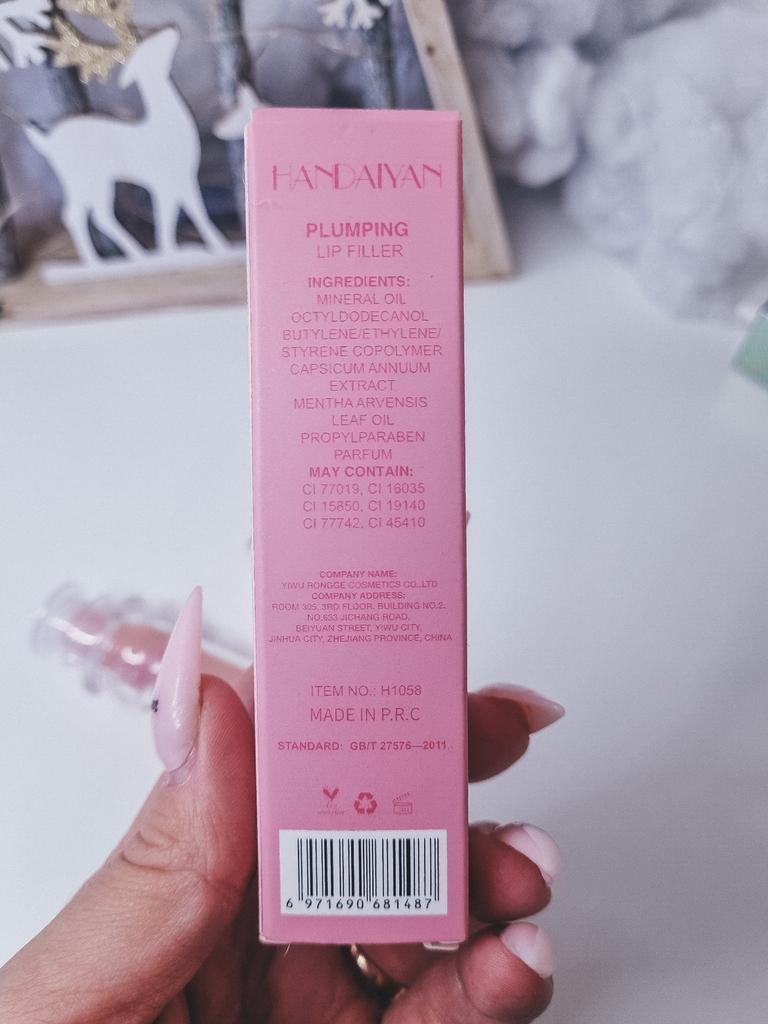 HANDAIYAN
PLUMPING
LIP FILLER
INGREDIENTS:
MINERAL OIL
OCTYLDODECANOL
BUTYLENE/ETHYLENE/
STYRENE COPOLYMER
CAPSICUM ANNUUM
EXTRACT
MENTHA ARVENSIS
LEAF OIL
PROPYLPARABEN
PARFUM
MAY CONTAIN:
CI 77019, CI 16035
CI 15850, CI 19140
CI 77742, CI 45410
COMPANY NAME:
YIWU RONGGE COSMETICS CO.,LTD
COMPANY ADDRESS:
ROOM 305, 3RD FLOOR, BUILDING NO.2,
NO.633 JICHANG ROAD,
BEIYUAN STREET, YIWU CITY,
JINHUA CITY, ZHEJIANG PROVINCE, CHINA
ITEM NO.: H1058
MADE IN P.R.C
STANDARD: GB/T 27576—2011
6 971690 681487